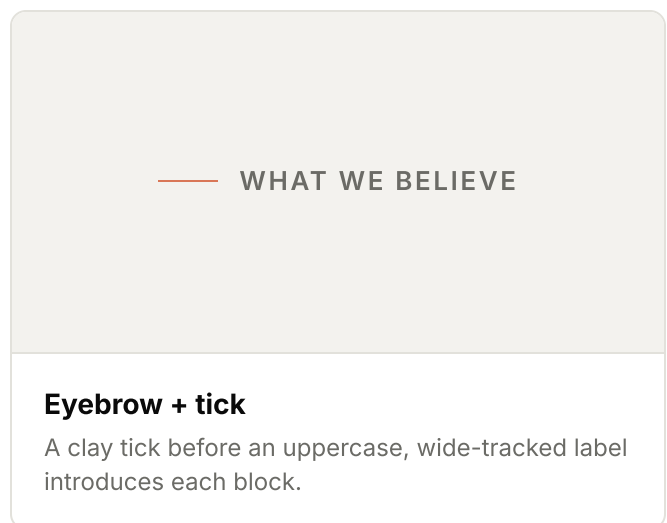 WHAT WE BELIEVE
Eyebrow + tick
A clay tick before an uppercase, wide-tracked label
introduces each block.